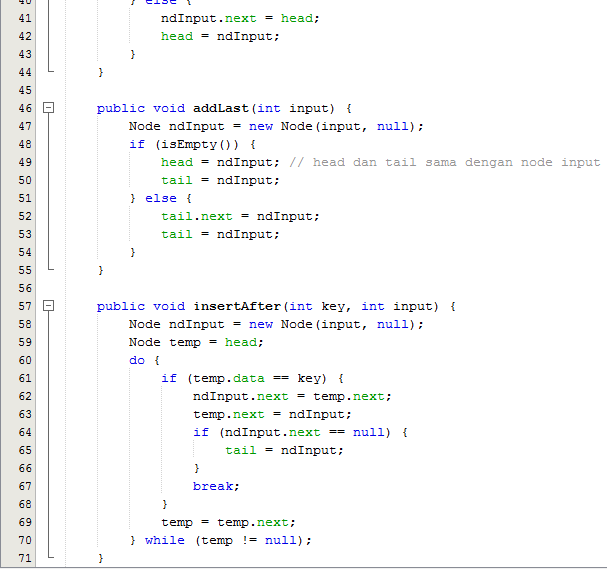 40 } else {
41 ndInput.next = head;
42 head = ndInput;
43 }
44 }
45
46 public void addLast(int input) {
47 Node ndInput = new Node(input, null);
48 if (isEmpty()) {
49 head = ndInput; // head dan tail sama dengan node input
50 tail = ndInput;
51 } else {
52 tail.next = ndInput;
53 tail = ndInput;
54 }
55 }
56
57 public void insertAfter(int key, int input) {
58 Node ndInput = new Node(input, null);
59 Node temp = head;
60 do {
61 if (temp.data == key) {
62 ndInput.next = temp.next;
63 temp.next = ndInput;
64 if (ndInput.next == null) {
65 tail = ndInput;
66 }
67 break;
68 }
69 temp = temp.next;
70 } while (temp != null);
71 }